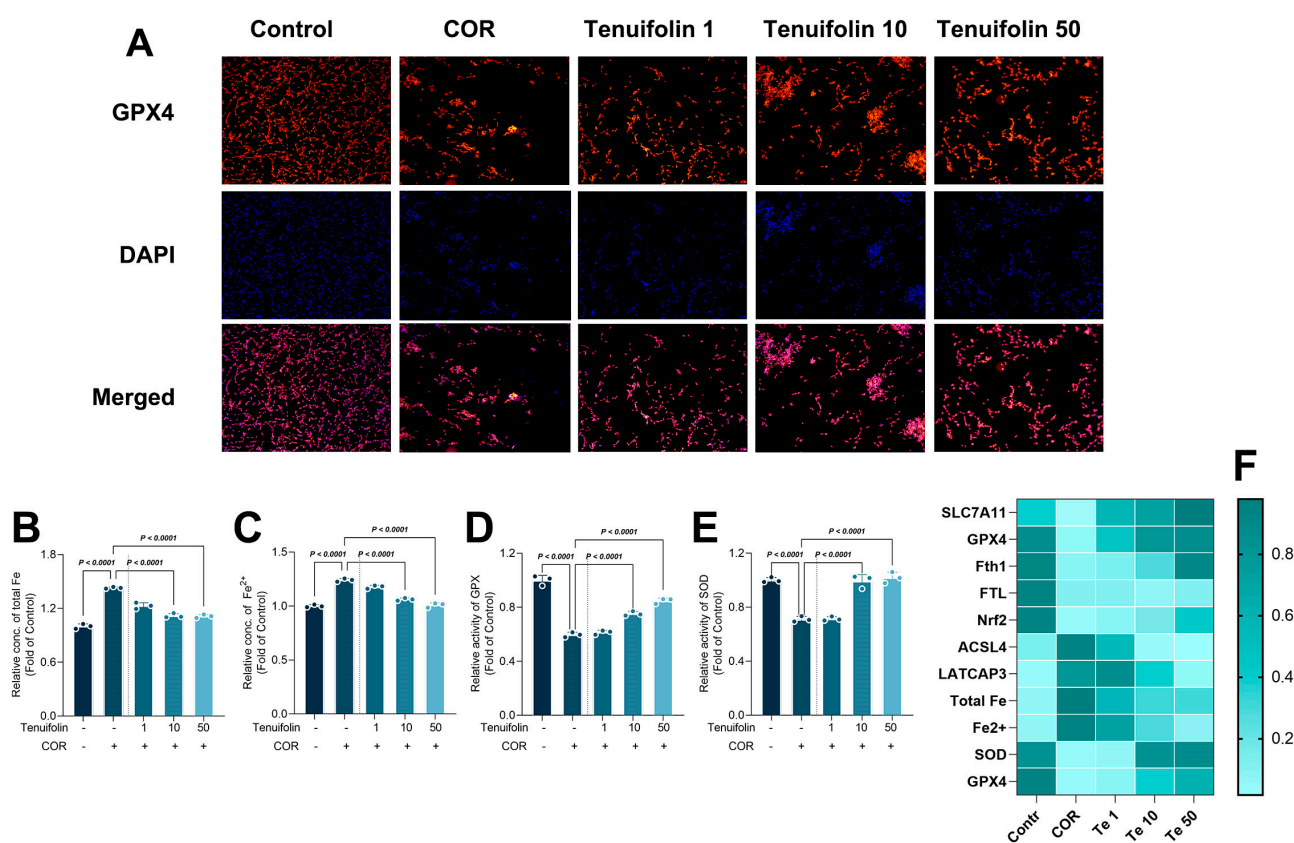 A
Control
COR
Tenuifolin 1
Tenuifolin 10
Tenuifolin 50
GPX4
DAPI
Merged
B
P < 0.0001
P < 0.0001
P < 0.0001
Relative conc. of total Fe
(Fold of Control)
1.8
1.2
0.6
0.0
Tenuifolin - - 1 10 50
COR - + + + +
C
P < 0.0001
P < 0.0001
P < 0.0001
Relative conc. of Fe²⁺
(Fold of Control)
1.5
1.0
0.5
0.0
Tenuifolin - - 1 10 50
COR - + + + +
D
P < 0.0001
P < 0.0001
P < 0.0001
Relative activity of GPX
(Fold of Control)
1.2
0.8
0.4
0.0
Tenuifolin - - 1 10 50
COR - + + + +
E
P < 0.0001
P < 0.0001
P < 0.0001
Relative activity of SOD
(Fold of Control)
1.2
0.8
0.4
0.0
Tenuifolin - - 1 10 50
COR - + + + +
F
SLC7A11
GPX4
Fth1
FTL
Nrf2
ACSL4
LATCAP3
Total Fe
Fe2+
SOD
GPX4
Contr
COR
Te 1
Te 10
Te 50
0.8
0.6
0.4
0.2